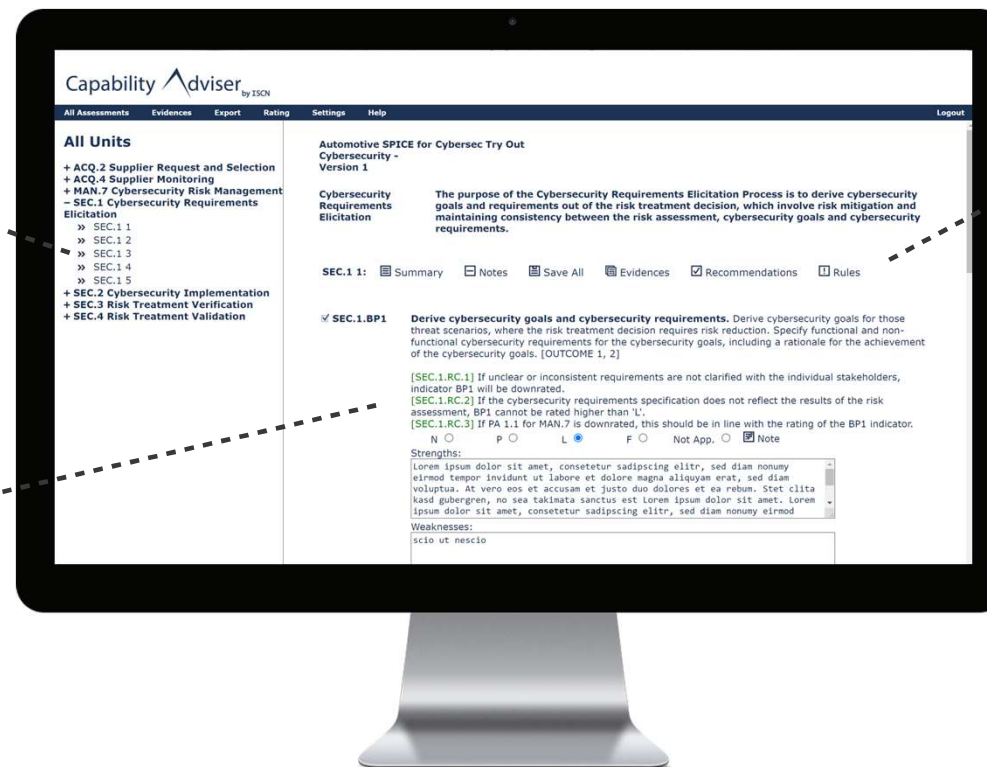 Capability Adviser by ISCN
All Assessments Evidences Export Rating Settings Help Logout
All Units
+ ACQ.2 Supplier Request and Selection
+ ACQ.4 Supplier Monitoring
+ MAN.7 Cybersecurity Risk Management
– SEC.1 Cybersecurity Requirements
Elicitation
» SEC.1 1
» SEC.1 2
» SEC.1 3
» SEC.1 4
» SEC.1 5
+ SEC.2 Cybersecurity Implementation
+ SEC.3 Risk Treatment Verification
+ SEC.4 Risk Treatment Validation
Automotive SPICE for Cybersec Try Out
Cybersecurity -
Version 1
Cybersecurity
Requirements
Elicitation
The purpose of the Cybersecurity Requirements Elicitation Process is to derive cybersecurity
goals and requirements out of the risk treatment decision, which involve risk mitigation and
maintaining consistency between the risk assessment, cybersecurity goals and cybersecurity
requirements.
SEC.1 1: Summary Notes Save All Evidences Recommendations Rules
SEC.1.BP1
Derive cybersecurity goals and cybersecurity requirements. Derive cybersecurity goals for those
threat scenarios, where the risk treatment decision requires risk reduction. Specify functional and non-
functional cybersecurity requirements for the cybersecurity goals, including a rationale for the achievement
of the cybersecurity goals. [OUTCOME 1, 2]
[SEC.1.RC.1] If unclear or inconsistent requirements are not clarified with the individual stakeholders,
indicator BP1 will be downrated.
[SEC.1.RC.2] If the cybersecurity requirements specification does not reflect the results of the risk
assessment, BP1 cannot be rated higher than 'L'.
[SEC.1.RC.3] If PA 1.1 for MAN.7 is downrated, this should be in line with the rating of the BP1 indicator.
N P L F Not App. Note
Strengths:
Lorem ipsum dolor sit amet, consetetur sadipscing elitr, sed diam nonumy
eirmod tempor invidunt ut labore et dolore magna aliquyam erat, sed diam
voluptua. At vero eos et accusam et justo duo dolores et ea rebum. Stet clita
kasd gubergren, no sea takimata sanctus est Lorem ipsum dolor sit amet. Lorem
ipsum dolor sit amet, consetetur sadipscing elitr, sed diam nonumy eirmod
Weaknesses:
scio ut nescio